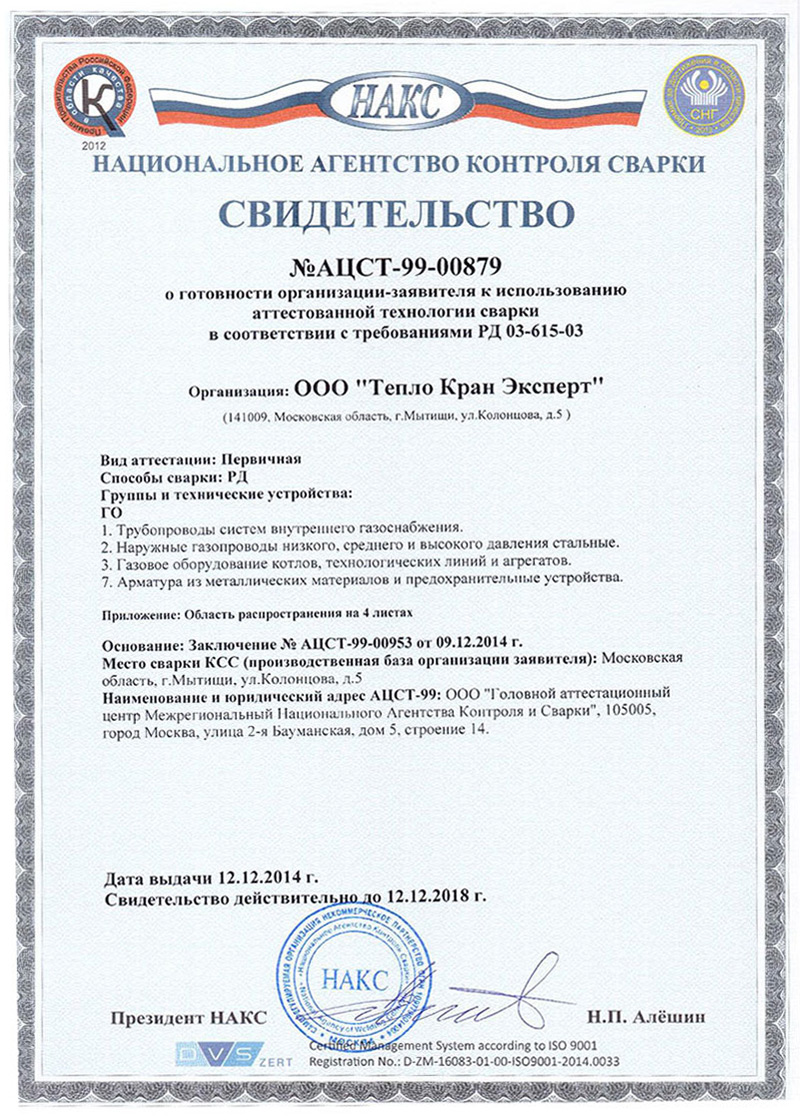 Премия Правительства Российской Федерации
в области качества
2012
НАКС
СНГ
2012
НАЦИОНАЛЬНОЕ АГЕНТСТВО КОНТРОЛЯ СВАРКИ
СВИДЕТЕЛЬСТВО
№АЦСТ-99-00879
о готовности организации-заявителя к использованию
аттестованной технологии сварки
в соответствии с требованиями РД 03-615-03
Организация: ООО "Тепло Кран Эксперт"
(141009, Московская область, г.Мытищи, ул.Колонцова, д.5 )
Вид аттестации: Первичная
Способы сварки: РД
Группы и технические устройства:
ГО
1. Трубопроводы систем внутреннего газоснабжения.
2. Наружные газопроводы низкого, среднего и высокого давления стальные.
3. Газовое оборудование котлов, технологических линий и агрегатов.
7. Арматура из металлических материалов и предохранительные устройства.
Приложение: Область распространения на 4 листах
Основание: Заключение № АЦСТ-99-00953 от 09.12.2014 г.
Место сварки КСС (производственная база организации заявителя): Московская
область, г.Мытищи, ул.Колонцова, д.5
Наименование и юридический адрес АЦСТ-99: ООО "Головной аттестационный
центр Межрегиональный Национального Агентства Контроля и Сварки", 105005,
город Москва, улица 2-я Бауманская, дом 5, строение 14.
Дата выдачи 12.12.2014 г.
Свидетельство действительно до 12.12.2018 г.
САМОРЕГУЛИРУЕМАЯ ОРГАНИЗАЦИЯ НЕКОММЕРЧЕСКОЕ ПАРТНЕРСТВО
Национальное Агентство Контроля Сварки
НАКС
National Agency of Welding
МОСКВА
Президент НАКС
Н.П. Алёшин
DVS ZERT
Certified Management System according to ISO 9001
Registration No.: D-ZM-16083-01-00-ISO9001-2014.0033